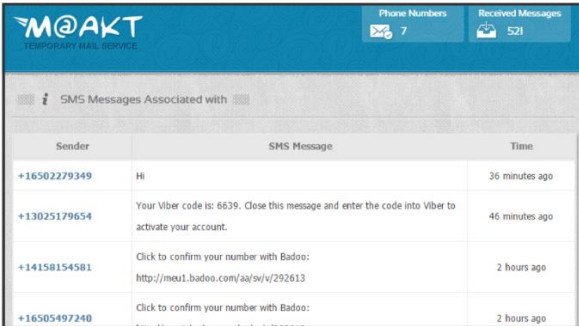 M@AKT
TEMPORARY MAIL SERVICE
Phone Numbers
7
Received Messages
521
SMS Messages Associated with
Sender SMS Message Time
+16502279349 Hi 36 minutes ago
+13025179654 Your Viber code is: 6639. Close this message and enter the code into Viber to
activate your account. 46 minutes ago
+14158154581 Click to confirm your number with Badoo:
http://meu1.badoo.com/aa/sv/v/292613 2 hours ago
+16505497240 Click to confirm your number with Badoo:
2 hours ago